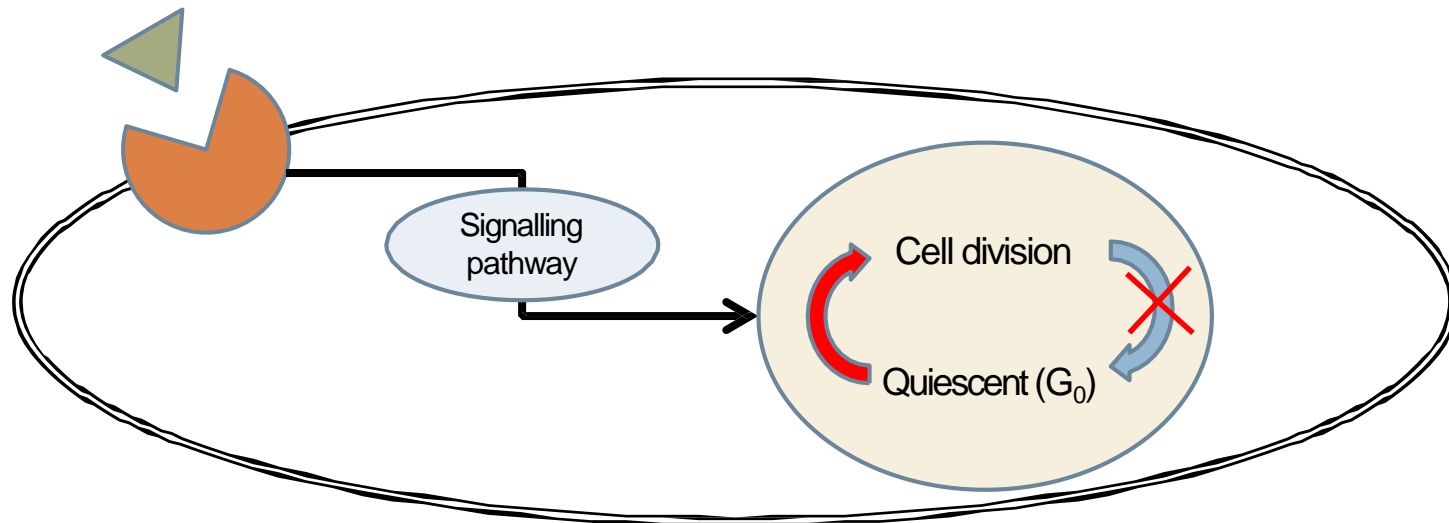 Signalling
pathway
Cell division
Quiescent (G₀)